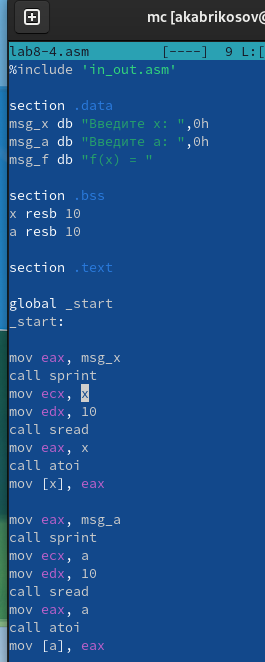 mc [akabrikosov@
lab8-4.asm [----] 9 L:[
%include 'in_out.asm'
section .data
msg_x db "Введите x: ",0h
msg_a db "Введите a: ",0h
msg_f db "f(x) = "
section .bss
x resb 10
a resb 10
section .text
global _start
_start:
mov eax, msg_x
call sprint
mov ecx, x
mov edx, 10
call sread
mov eax, x
call atoi
mov [x], eax
mov eax, msg_a
call sprint
mov ecx, a
mov edx, 10
call sread
mov eax, a
call atoi
mov [a], eax